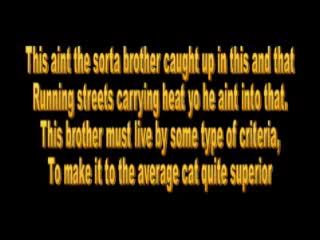 This aint the sorta brother caught up in this and that
Running streets carrying heat yo he aint into that.
This brother must live by some type of criteria,
To make it to the average cat quite superior